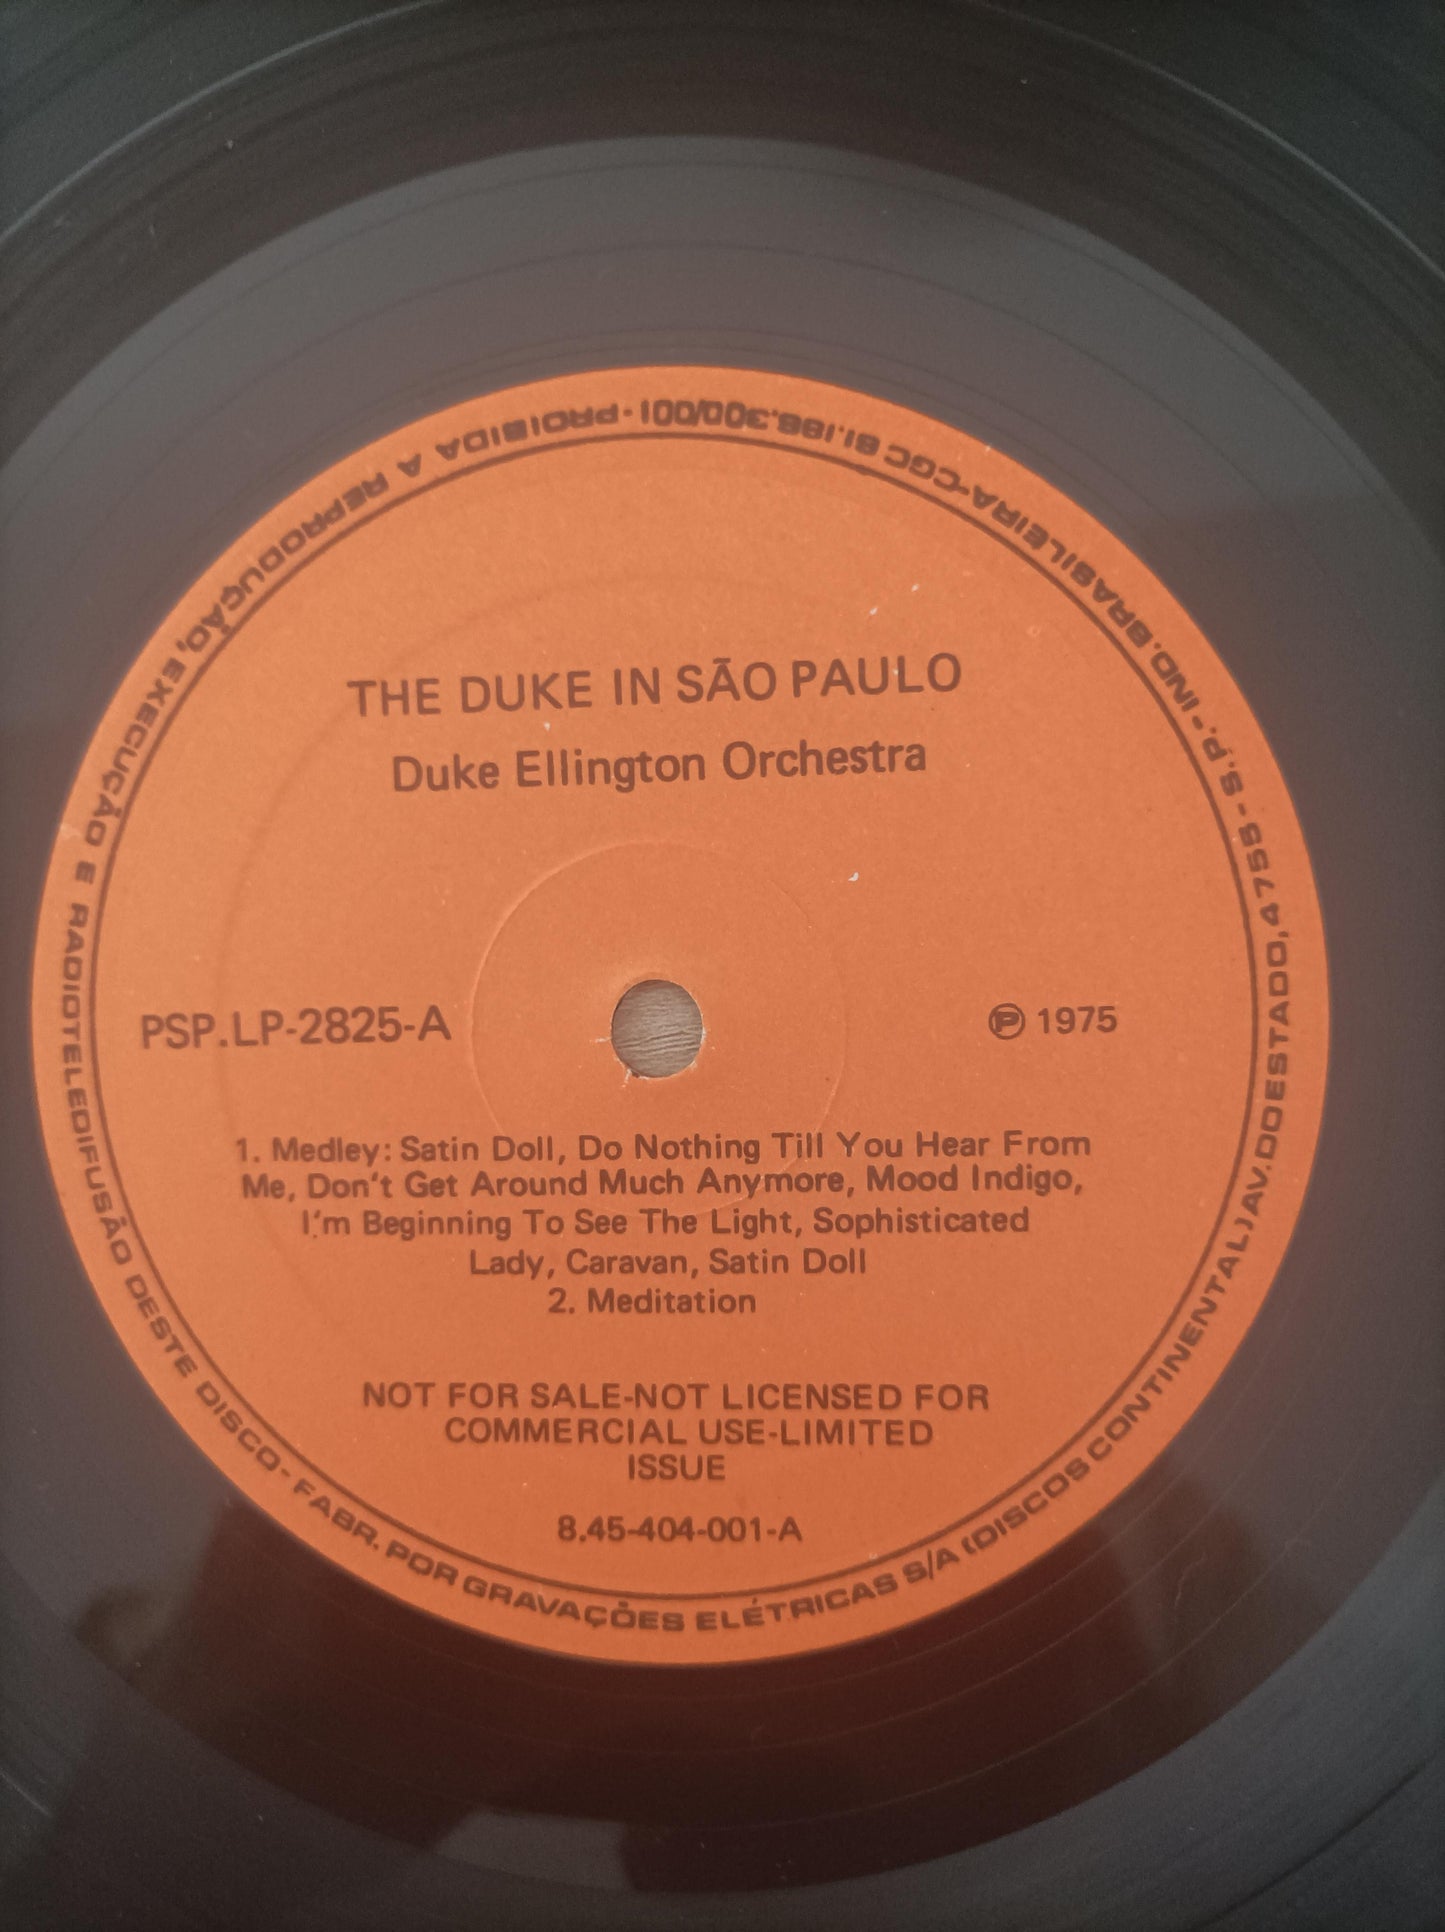 THE DUKE IN SÃO PAULO
Duke Ellington Orchestra
PSP.LP-2825-A
Ⓟ 1975
1. Medley: Satin Doll, Do Nothing Till You Hear From
Me, Don't Get Around Much Anymore, Mood Indigo,
I'm Beginning To See The Light, Sophisticated
Lady, Caravan, Satin Doll
2. Meditation
NOT FOR SALE-NOT LICENSED FOR
COMMERCIAL USE-LIMITED
ISSUE
8.45-404-001-A
PROIBIDA A REPRODUÇÃO, EXECUÇÃO E RADIOTELEDIFUSÃO DESTE DISCO - FABR. POR GRAVAÇÕES ELÉTRICAS S/A (DISCOS CONTINENTAL) AV. DO ESTADO, 4755 - S.P. - IND. BRASILEIRA - CGC 61.186.300/001 -